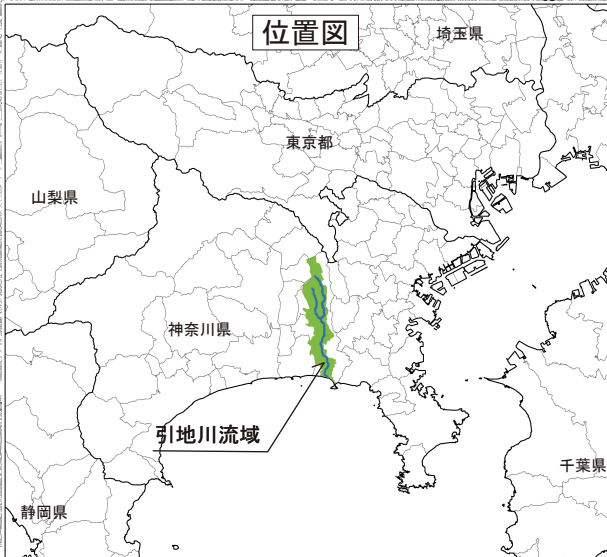 位置図
埼玉県
東京都
山梨県
神奈川県
引地川流域
千葉県
静岡県